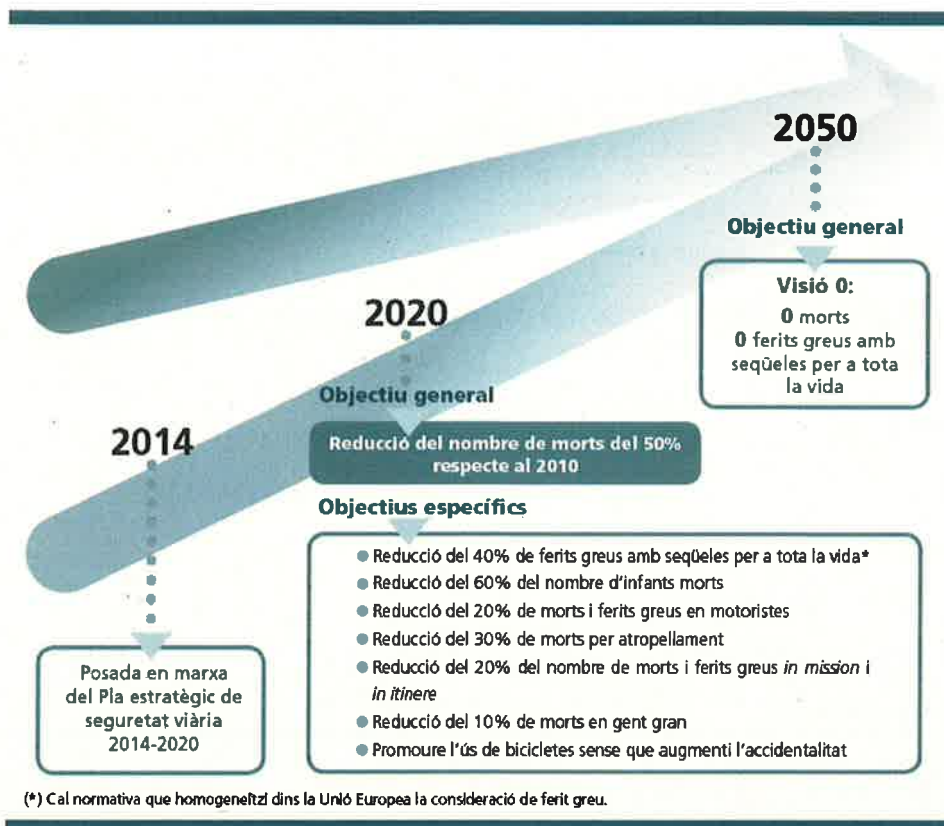 2050
Objectiu general
Visió 0:
0 morts
0 ferits greus amb
seqüeles per a tota
la vida
2020
Objectiu general
Reducció del nombre de morts del 50%
respecte al 2010
Objectius específics
Reducció del 40% de ferits greus amb seqüeles per a tota la vida*
Reducció del 60% del nombre d'infants morts
Reducció del 20% de morts i ferits greus en motoristes
Reducció del 30% de morts per atropellament
Reducció del 20% del nombre de morts i ferits greus in mission i
in itinere
Reducció del 10% de morts en gent gran
Promoure l'ús de bicicletes sense que augmenti l'accidentalitat
2014
Posada en marxa
del Pla estratègic de
seguretat viària
2014-2020
(*) Cal normativa que homogeneïtzi dins la Unió Europea la consideració de ferit greu.